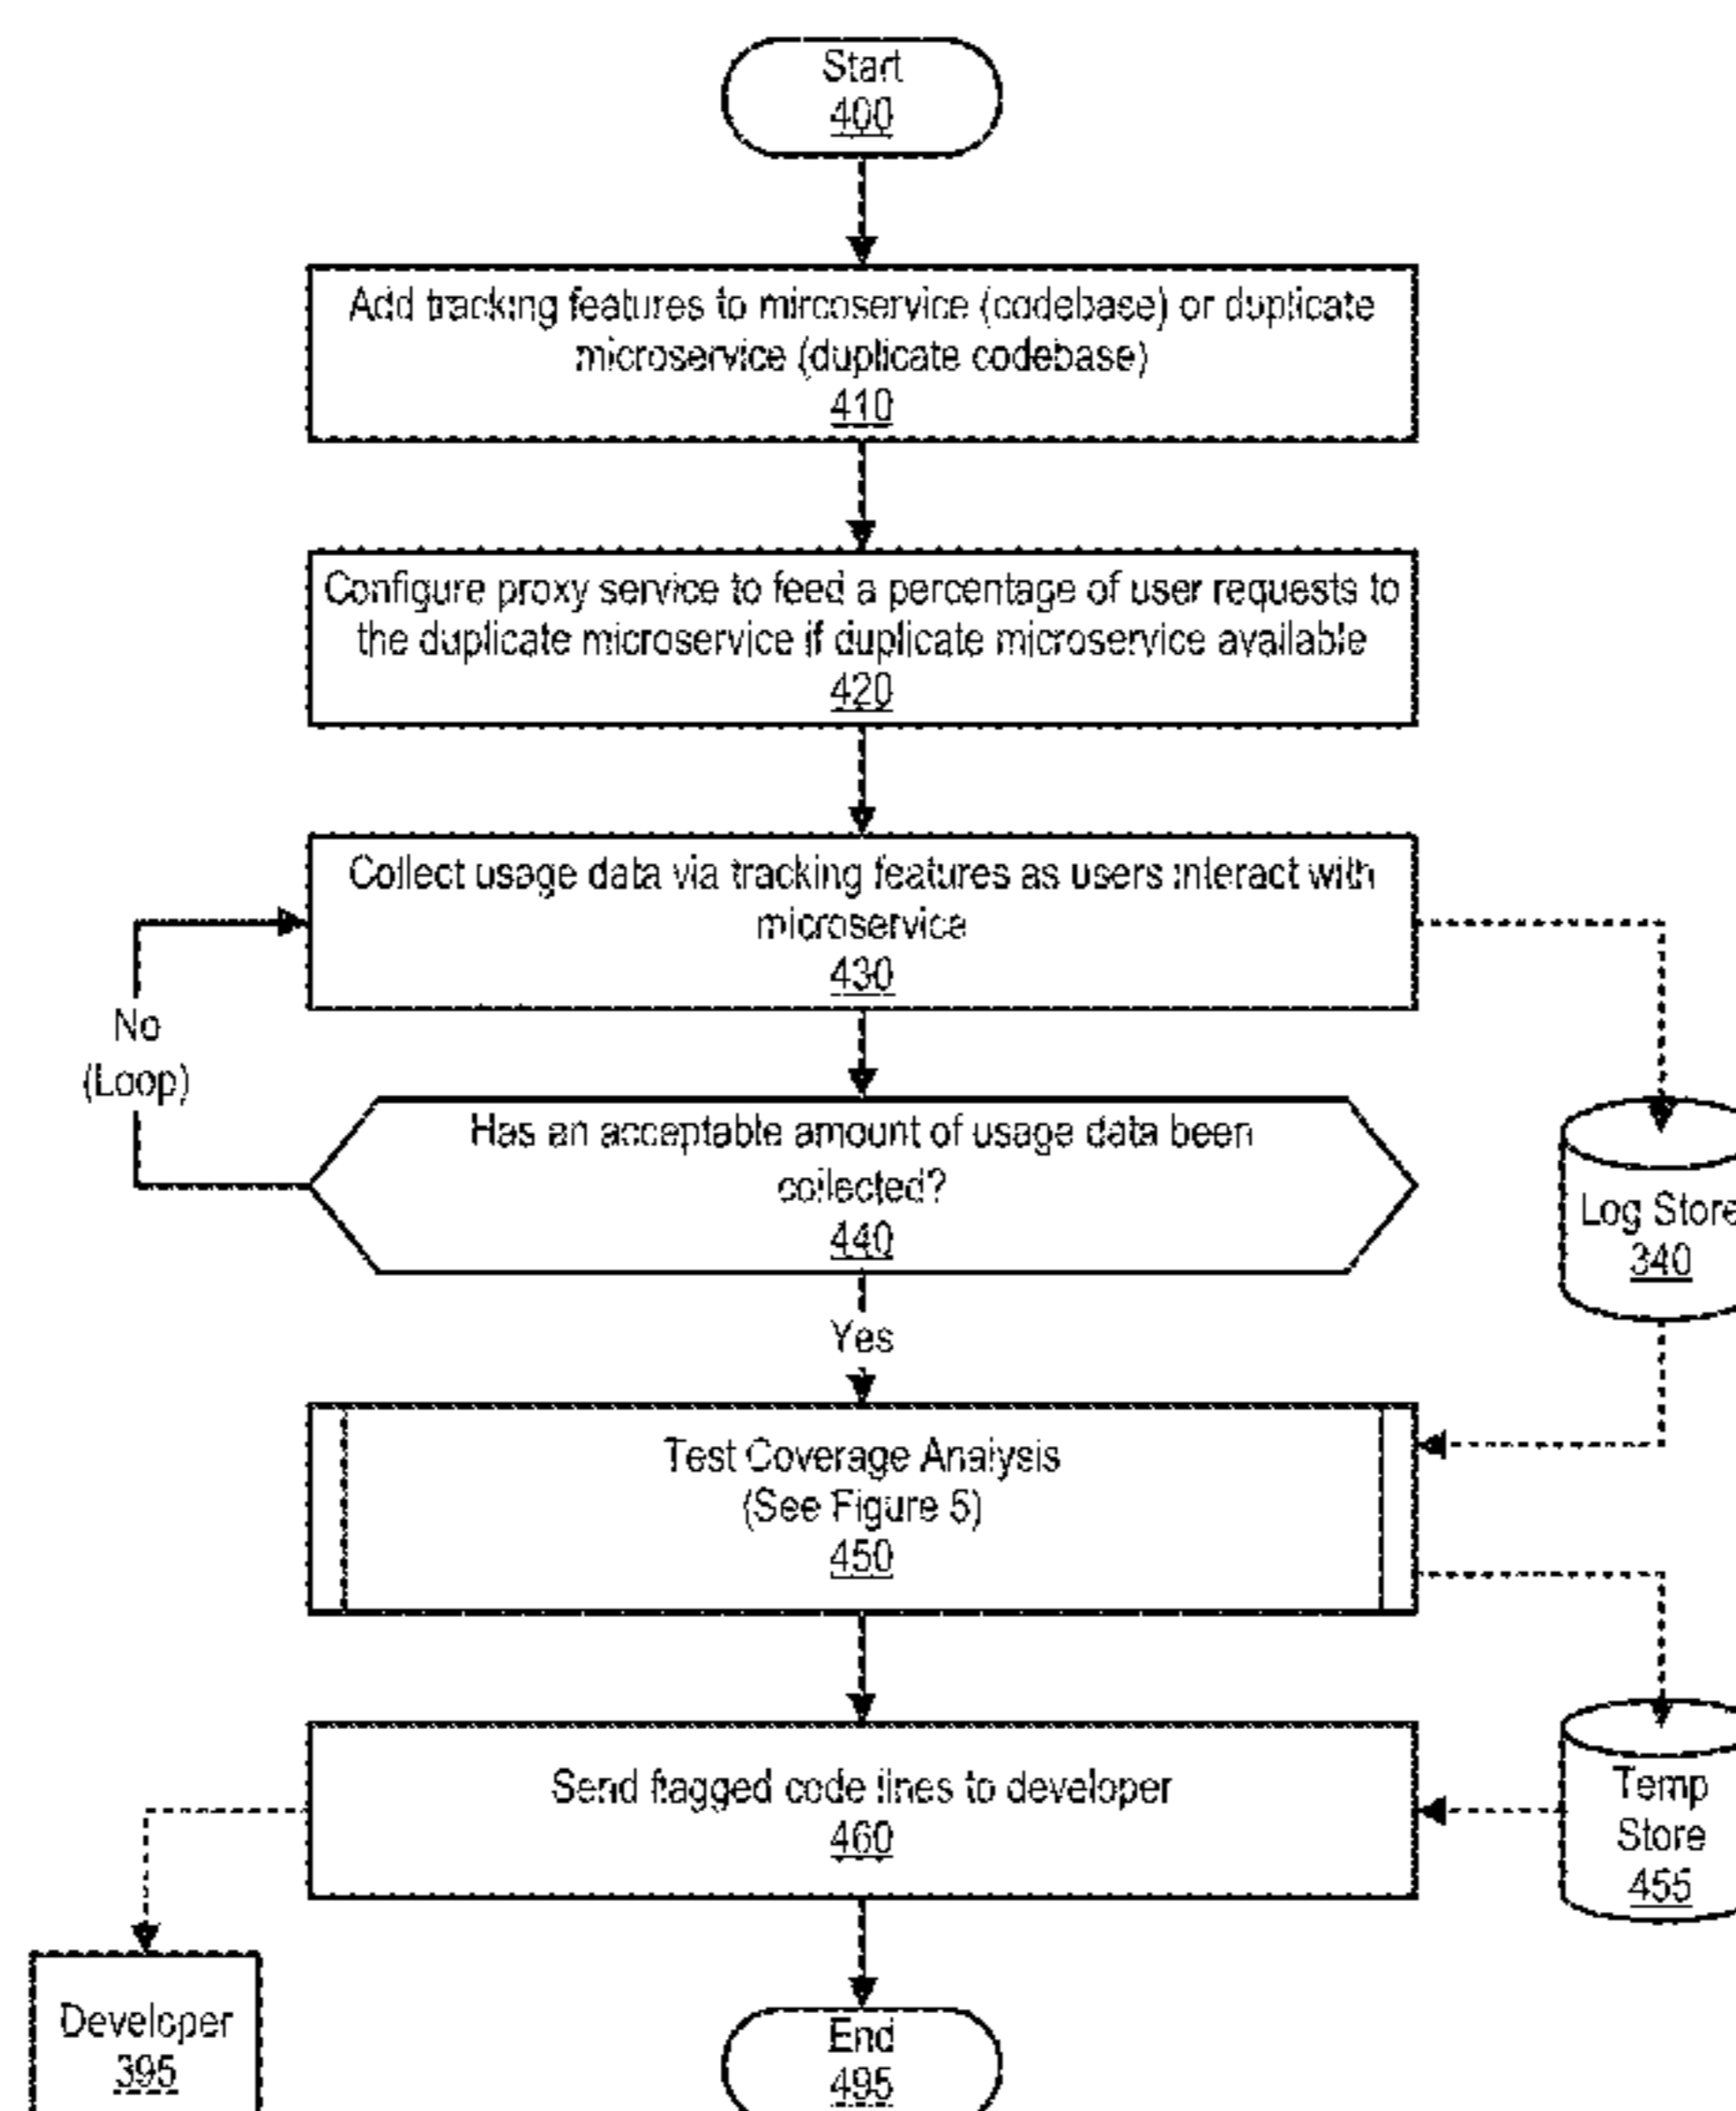 Start
400
Add tracking features to mircoservice (codebase) or duplicate
microservice (duplicate codebase)
410
Configure proxy service to feed a percentage of user requests to
the duplicate microservice if duplicate microservice available
420
Collect usage data via tracking features as users interact with
microservice
430
No
(Loop)
Has an acceptable amount of usage data been
collected?
440
Log Store
340
Yes
Test Coverage Analysis
(See Figure 5)
450
Send flagged code lines to developer
460
Temp
Store
455
Developer
395
End
495